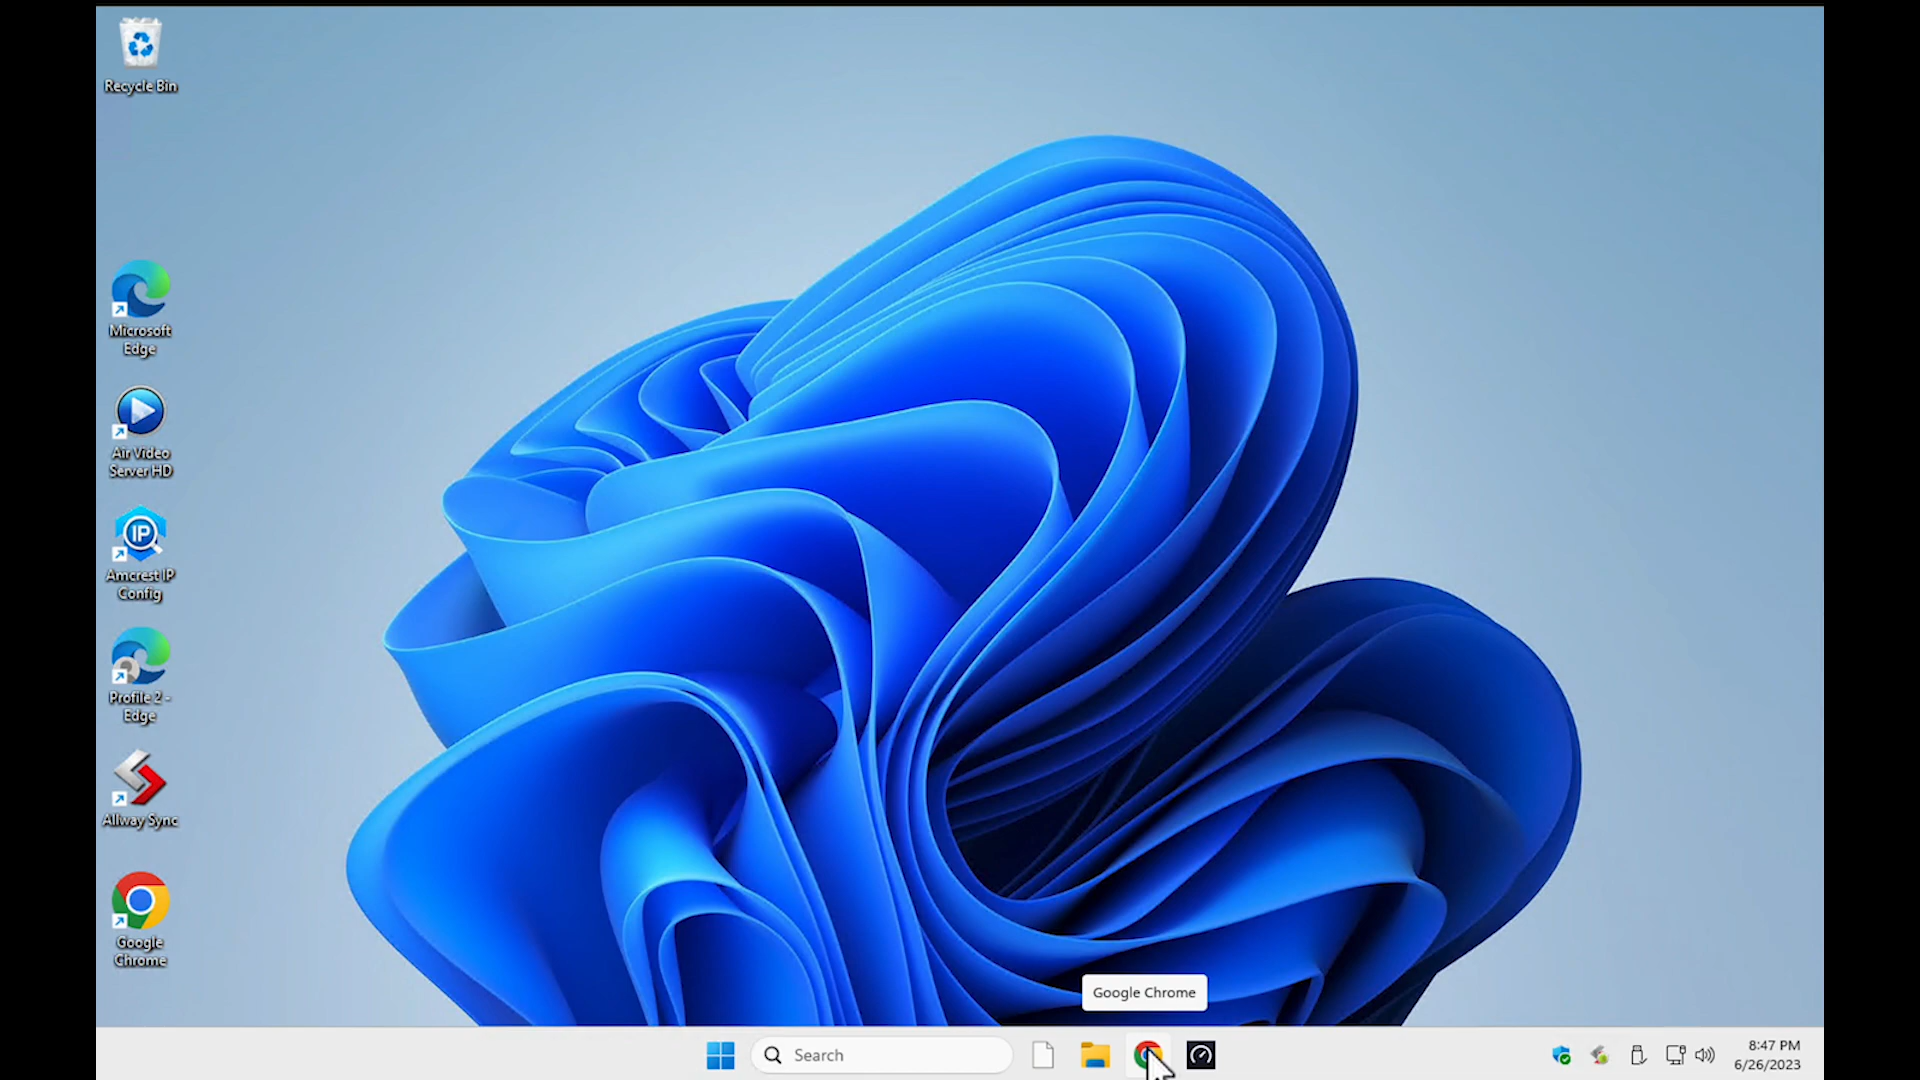 Recycle Bin
Microsoft
Edge
Air Video
Server HD
IP
Amcrest IP
Config
Profile 2 -
Edge
Allway Sync
Google
Chrome
Google Chrome
Search
8:47 PM
6/26/2023